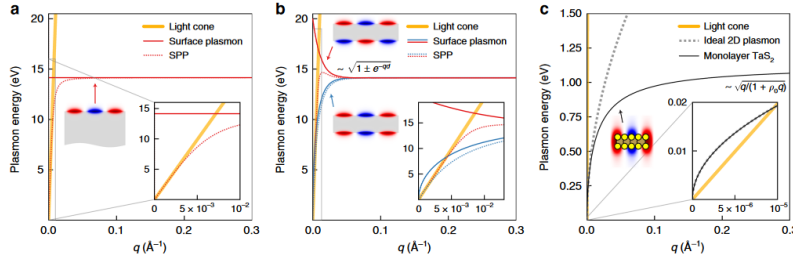 a
Plasmon energy (eV)
20
15
10
5
0
Light cone
Surface plasmon
SPP
15
10
5
0
5 × 10⁻³
10⁻²
0.0
0.1
0.2
0.3
q (Å⁻¹)
b
Plasmon energy (eV)
20
15
10
5
0
Light cone
Surface plasmon
SPP
~ √1 ± e^-qd
15
10
5
0
5 × 10⁻³
10⁻²
0.0
0.1
0.2
0.3
q (Å⁻¹)
c
Plasmon energy (eV)
1.50
1.25
1.00
0.75
0.50
0.25
Light cone
Ideal 2D plasmon
Monolayer TaS₂
~ √q/(1 + ρ₀q)
0.02
0.01
0
5 × 10⁻⁶
10⁻⁵
0.0
0.1
0.2
0.3
q (Å⁻¹)